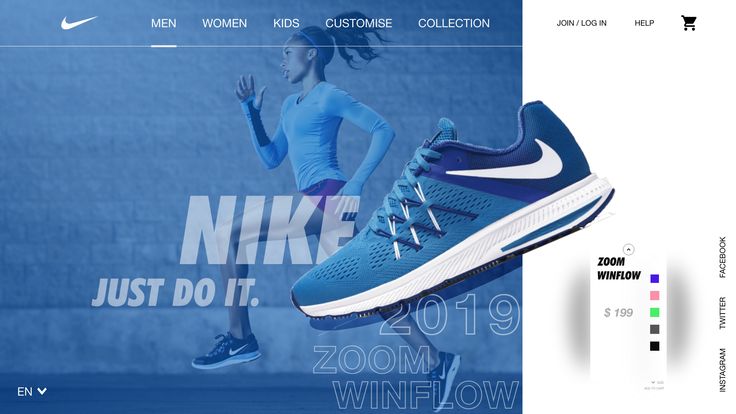 MEN WOMEN KIDS CUSTOMISE COLLECTION JOIN / LOG IN HELP
NIKE
JUST DO IT.
2019
ZOOM
WINFLOW
ZOOM
WINFLOW
$ 199
FACEBOOK
TWITTER
INSTAGRAM
EN